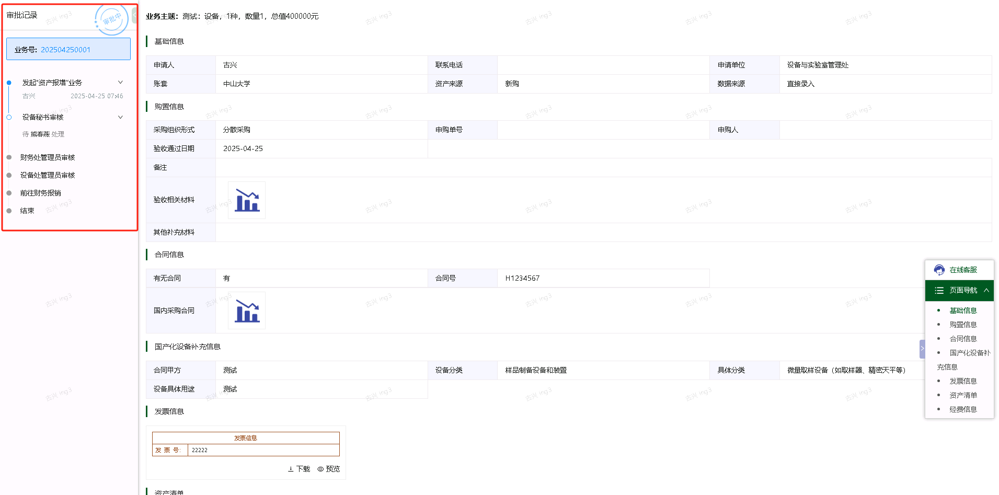 审批记录
审批中
业务号: 202504250001
发起"资产报增"业务
古兴 2025-04-25 07:46
设备秘书审核
待 熊春燕 处理
财务处管理员审核
设备处管理员审核
前往财务报销
结束
业务主题: 测试: 设备, 1种, 数量1, 总值400000元
基础信息
申请人 古兴 联系电话 申请单位 设备与实验室管理处
账套 中山大学 资产来源 新购 数据来源 直接录入
购置信息
采购组织形式 分散采购 申购单号 申购人
验收通过日期 2025-04-25
备注
验收相关材料
其他补充材料
合同信息
有无合同 有 合同号 H1234567
国内采购合同
国产化设备补充信息
合同甲方 测试 设备分类 样品制备设备和装置 具体分类 微量取样设备（如取样器、精密天平等）
设备具体用途 测试
发票信息
发票信息
发 票 号: 22222
下载 预览
资产清单
在线客服
页面导航
基础信息
购置信息
合同信息
国产化设备补
充信息
发票信息
资产清单
经费信息
古兴 ing3